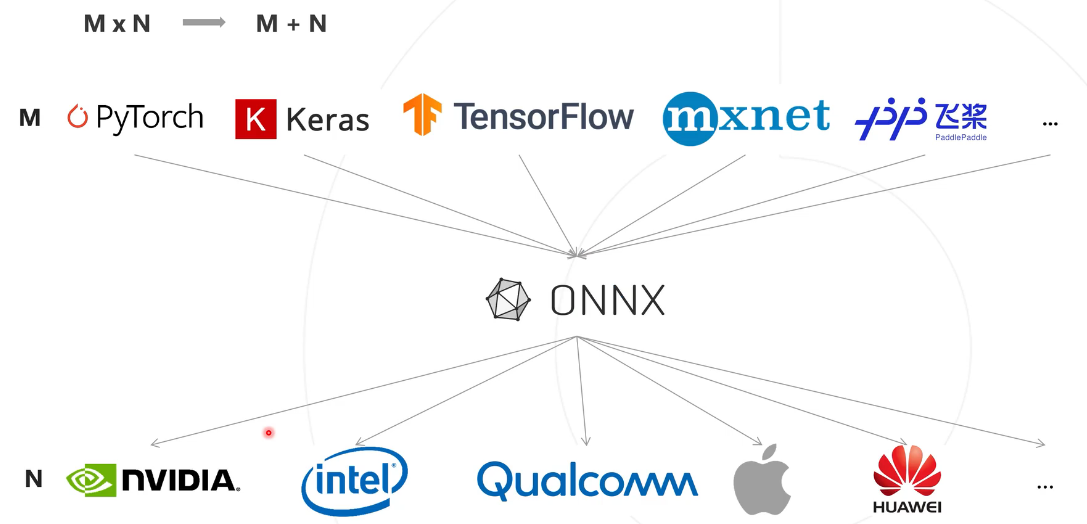 M x N M + N
M PyTorch K Keras TensorFlow mxnet 飞桨 ...
PaddlePaddle
ONNX
N NVIDIA. intel® Qualcomm HUAWEI ...